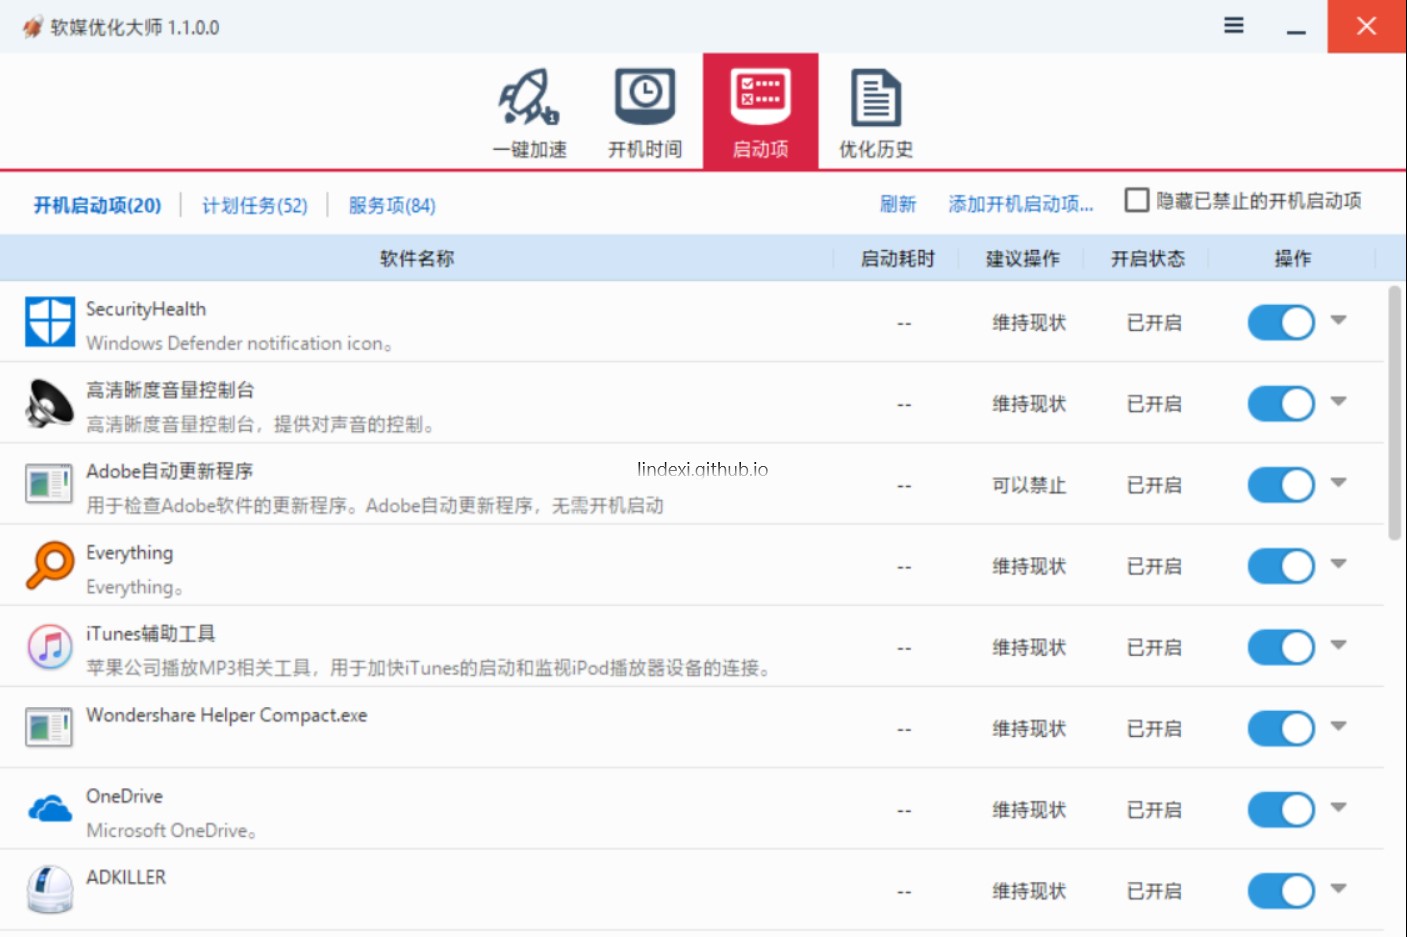 软媒优化大师 1.1.0.0
一键加速 开机时间 启动项 优化历史
开机启动项(20) 计划任务(52) 服务项(84) 刷新 添加开机启动项... 隐藏已禁止的开机启动项
软件名称 启动耗时 建议操作 开启状态 操作
SecurityHealth
Windows Defender notification icon。
-- 维持现状 已开启
高清晰度音量控制台
高清晰度音量控制台，提供对声音的控制。
-- 维持现状 已开启
Adobe自动更新程序
lindexi.github.io
用于检查Adobe软件的更新程序。Adobe自动更新程序，无需开机启动
-- 可以禁止 已开启
Everything
Everything。
-- 维持现状 已开启
iTunes辅助工具
苹果公司播放MP3相关工具，用于加快iTunes的启动和监视iPod播放器设备的连接。
-- 维持现状 已开启
Wondershare Helper Compact.exe
-- 维持现状 已开启
OneDrive
Microsoft OneDrive。
-- 维持现状 已开启
ADKILLER
-- 维持现状 已开启